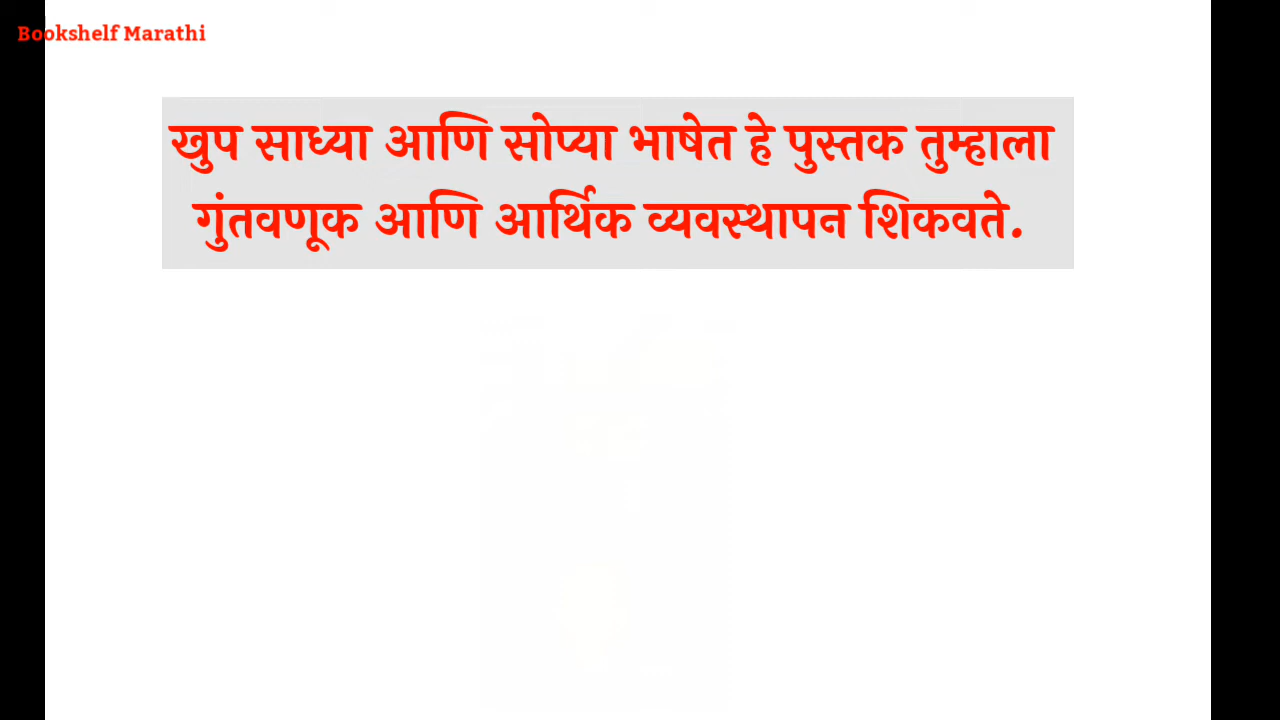 Bookshelf Marathi
खुप साध्या आणि सोप्या भाषेत हे पुस्तक तुम्हाला
गुंतवणूक आणि आर्थिक व्यवस्थापन शिकवते.